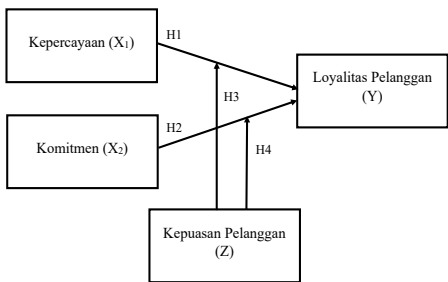 Kepercayaan (X₁)
H1
Loyalitas Pelanggan
(Y)
H3
H2
Komitmen (X₂)
H4
Kepuasan Pelanggan
(Z)